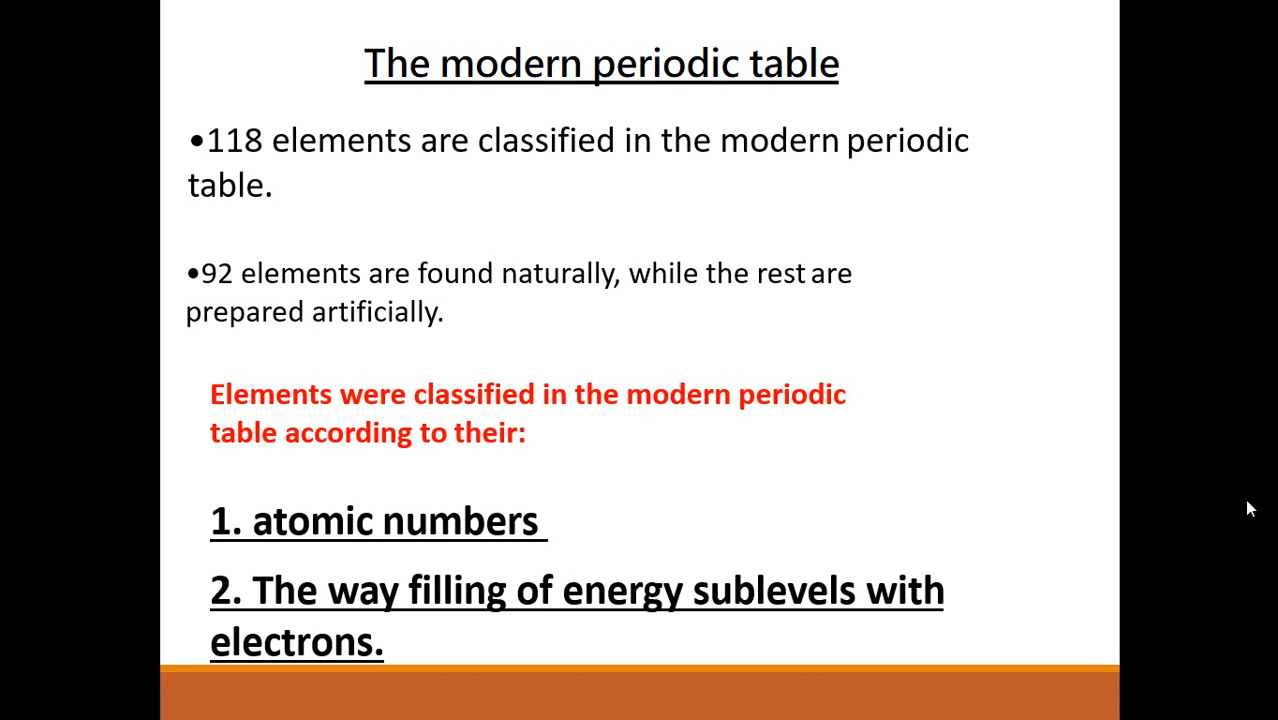 The modern periodic table
•118 elements are classified in the modern periodic
table.
•92 elements are found naturally, while the rest are
prepared artificially.
Elements were classified in the modern periodic
table according to their:
1. atomic numbers
2. The way filling of energy sublevels with
electrons.